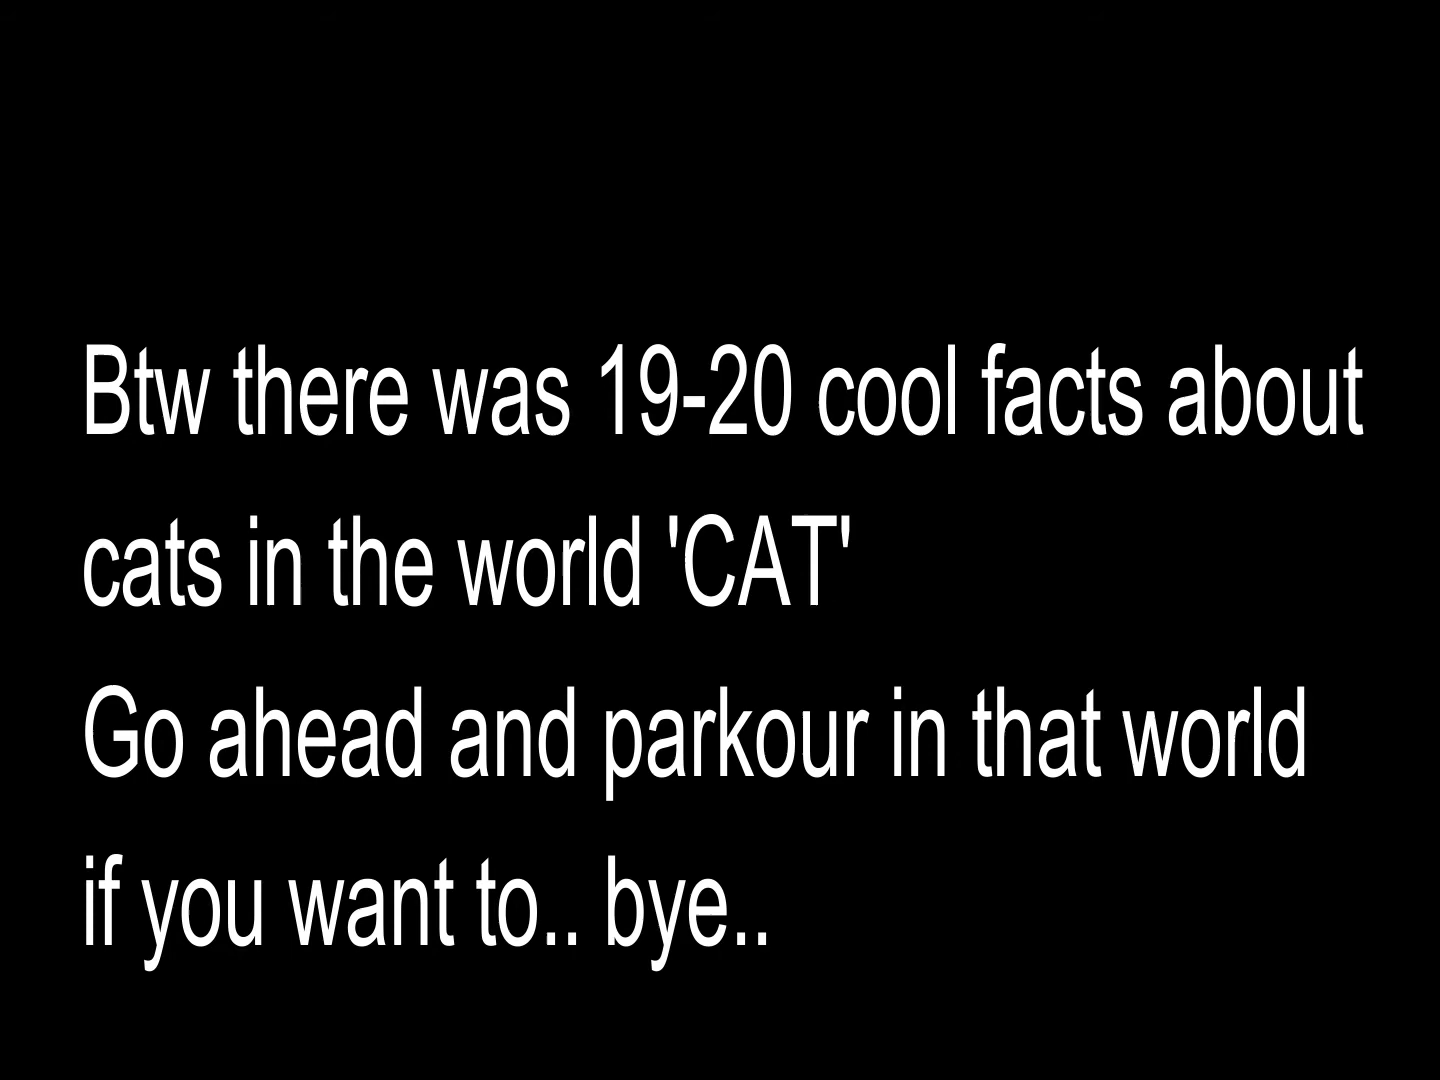 Btw there was 19-20 cool facts about
cats in the world 'CAT'
Go ahead and parkour in that world
if you want to.. bye..